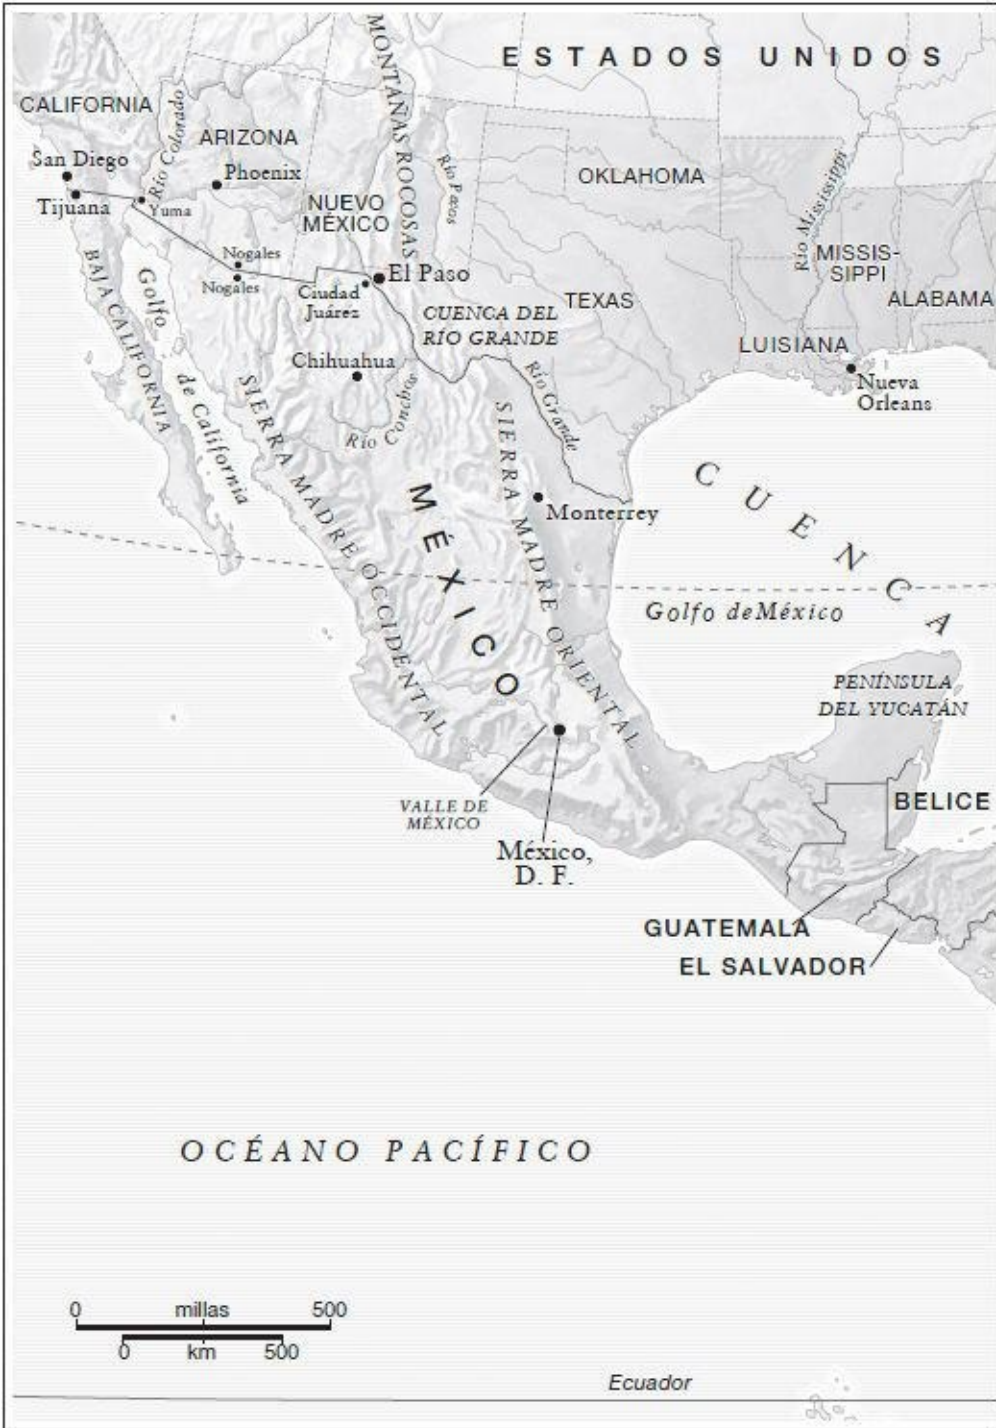 ESTADOS UNIDOS
MONTAÑAS ROCOSAS
CALIFORNIA
Río Colorado
ARIZONA
San Diego
Phoenix
Río Pecos
OKLAHOMA
Río Mississippi
Tijuana
Yuma
NUEVO
MÉXICO
MISSIS-
SIPPI
Nogales
Nogales
El Paso
Ciudad
Juárez
TEXAS
ALABAMA
CUENCA DEL
RÍO GRANDE
LUISIANA
BAJA CALIFORNIA
Golfo
de California
Chihuahua
Río Conchos
Río Grande
Nueva
Orleans
SIERRA MADRE OCCIDENTAL
SIERRA MADRE ORIENTAL
MÉXICO
Monterrey
CUENCA
Golfo de México
PENÍNSULA
DEL YUCATÁN
VALLE DE
MÉXICO
BELICE
México,
D. F.
GUATEMALA
EL SALVADOR
OCÉANO PACÍFICO
0 millas 500
0 km 500
Ecuador